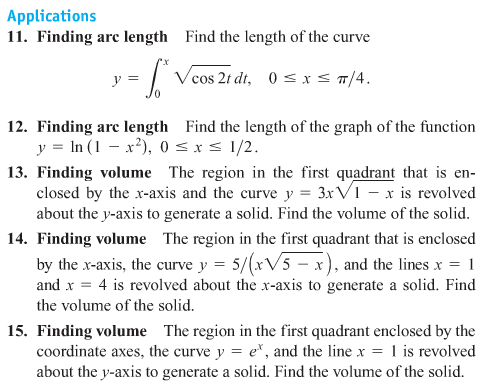 Applications
11. Finding arc length Find the length of the curve
y = ∫₀ˣ √cos 2t dt, 0 ≤ x ≤ π/4.
12. Finding arc length Find the length of the graph of the function
y = ln (1 − x²), 0 ≤ x ≤ 1/2.
13. Finding volume The region in the first quadrant that is en-
closed by the x-axis and the curve y = 3x√1 − x is revolved
about the y-axis to generate a solid. Find the volume of the solid.
14. Finding volume The region in the first quadrant that is enclosed
by the x-axis, the curve y = 5/(x√5 − x), and the lines x = 1
and x = 4 is revolved about the x-axis to generate a solid. Find
the volume of the solid.
15. Finding volume The region in the first quadrant enclosed by the
coordinate axes, the curve y = eˣ, and the line x = 1 is revolved
about the y-axis to generate a solid. Find the volume of the solid.